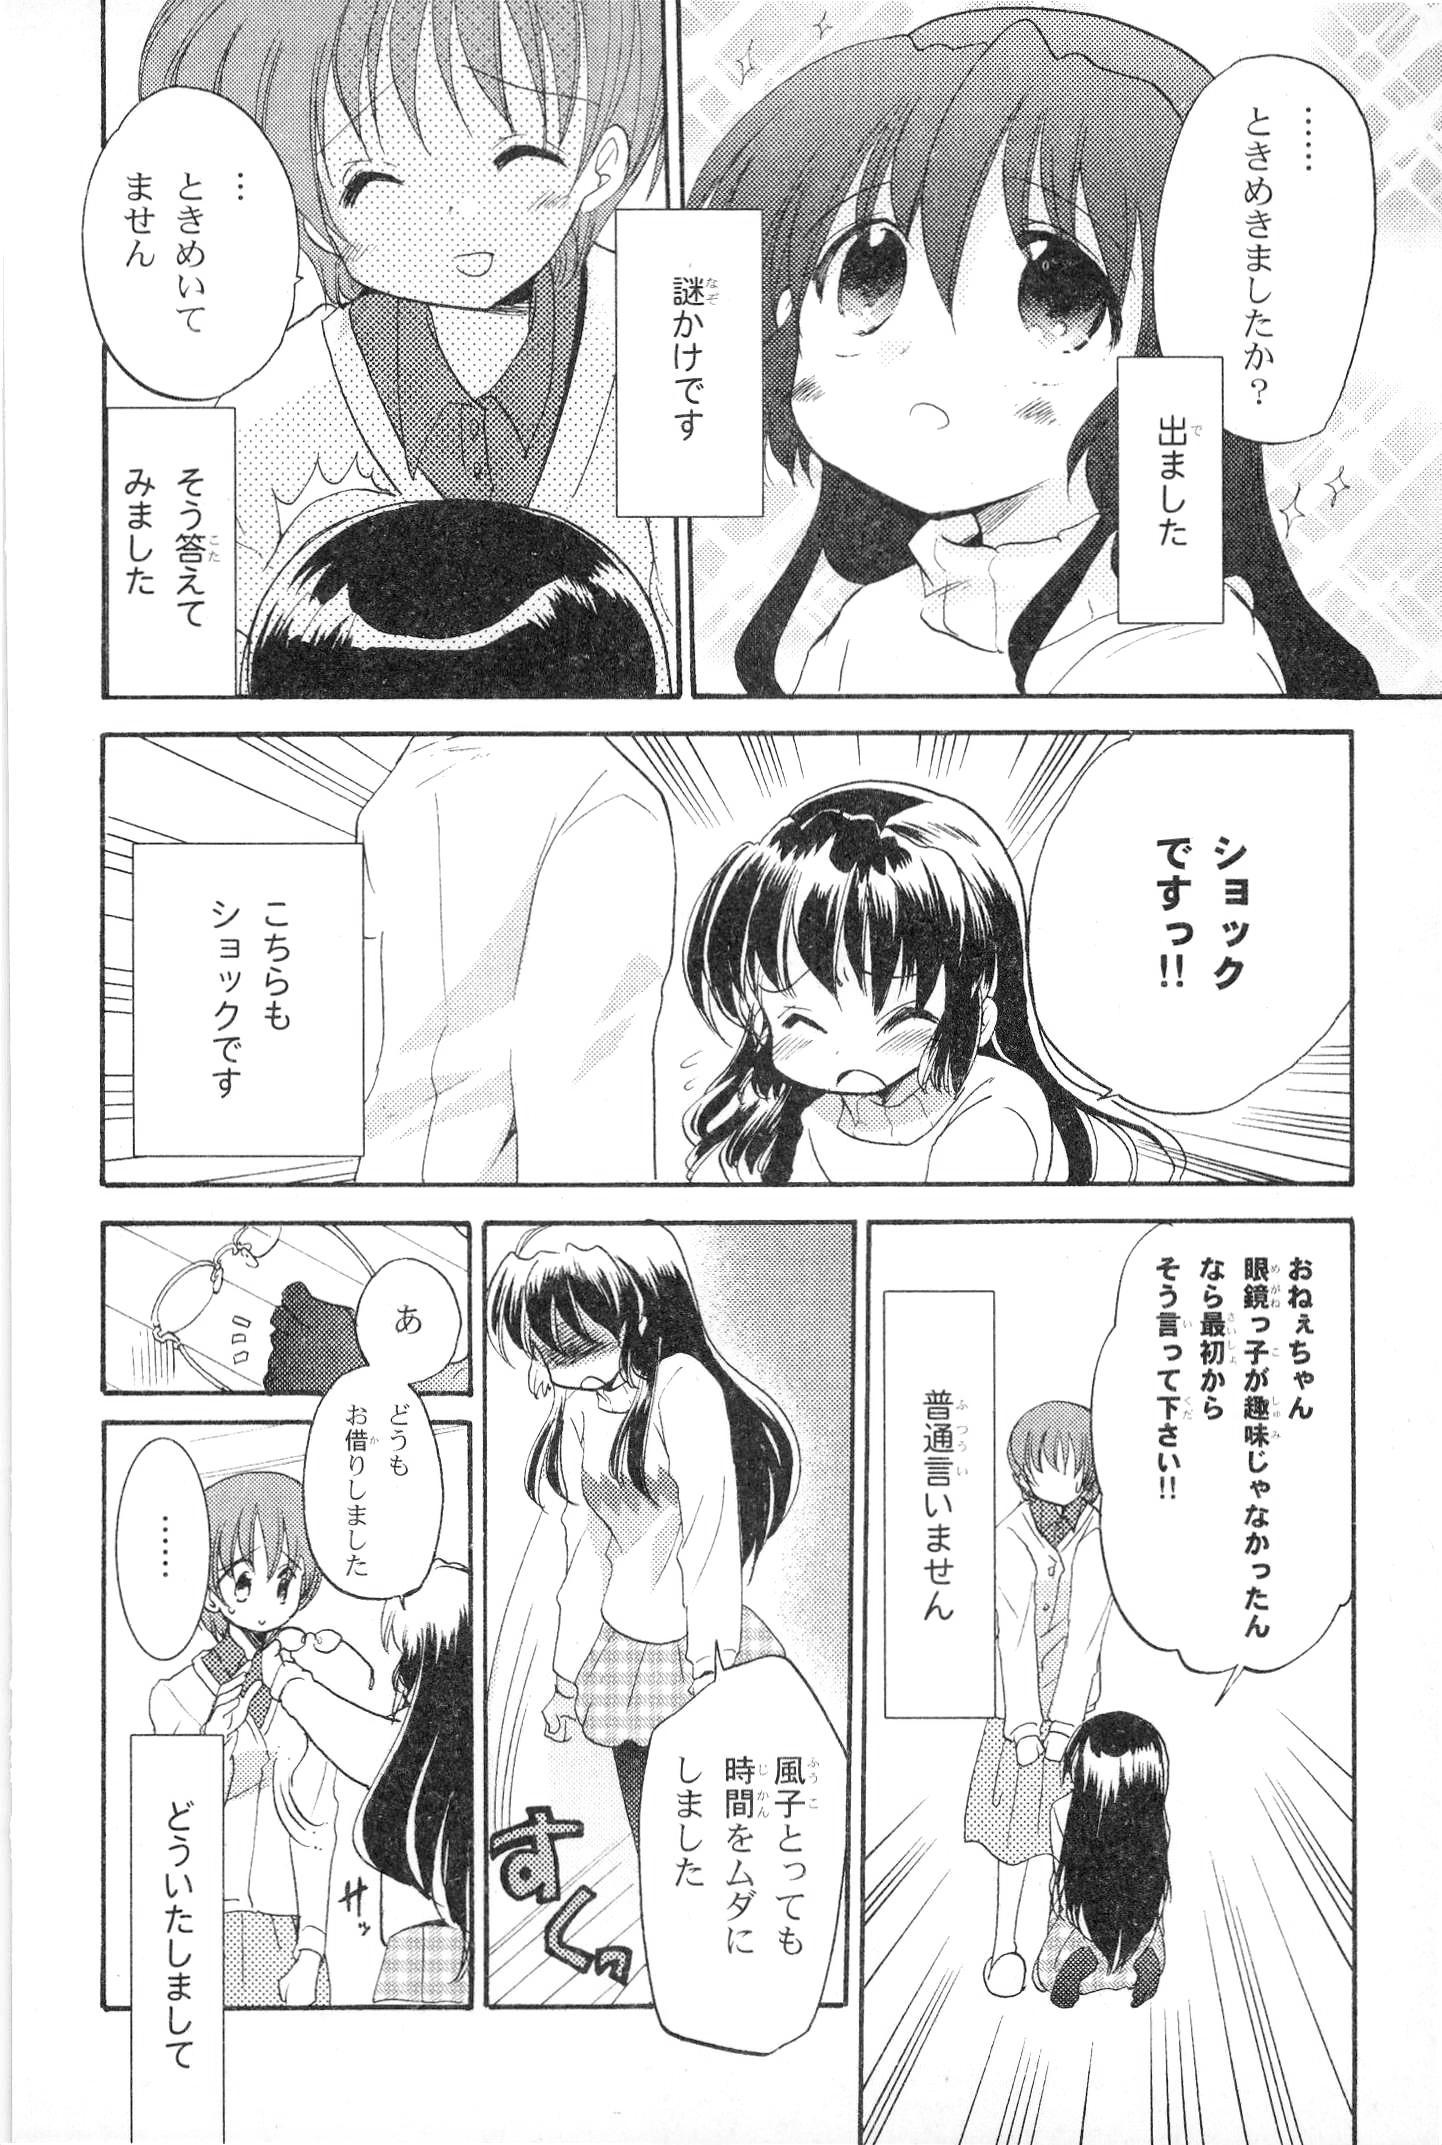 ……
ときめきましたか？
出ました
謎かけです
…
ときめいて
ません
そう答えて
みました
ショック
ですっ!!
こちらも
ショックです
おねぇちゃん
眼鏡っ子が趣味じゃなかったん
なら最初から
そう言って下さい!!
普通言いません
風子とっても
時間をムダに
しました
すくっ
あ
どうも
お借りしました
……
サッ
どういたしまして